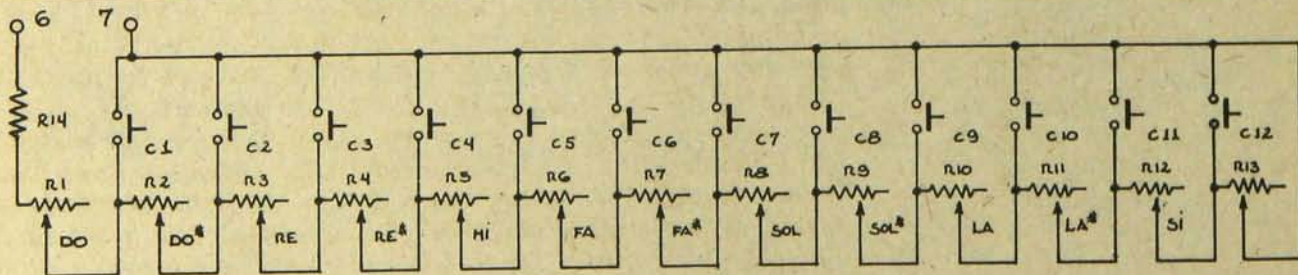 6 7
R14 C1 C2 C3 C4 C5 C6 C7 C8 C9 C10 C11 C12
R1 R2 R3 R4 R5 R6 R7 R8 R9 R10 R11 R12 R13
DO DO# RE RE# Mi FA FA# SOL SOL# LA LA# Si